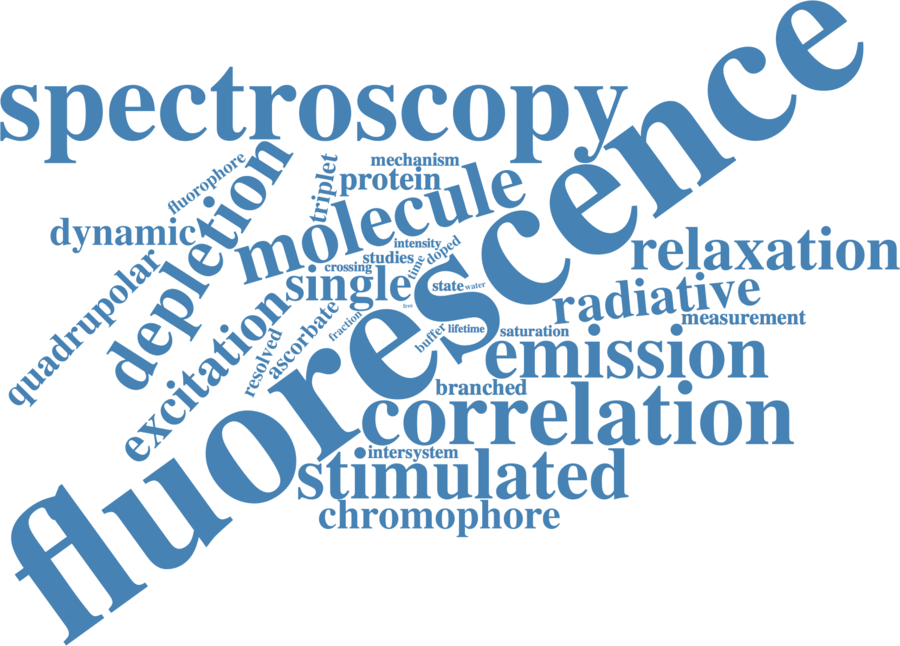 fluorescence
spectroscopy
fluorophore
depletion
triplet
mechanism
protein
molecule
dynamic
quadrupolar
intensity
studies
doped
time
crossing
single
state
water
free
relaxation
radiative
measurement
excitation
ascorbate
fraction
resolved
buffer
lifetime
saturation
emission
branched
correlation
intersystem
stimulated
chromophore